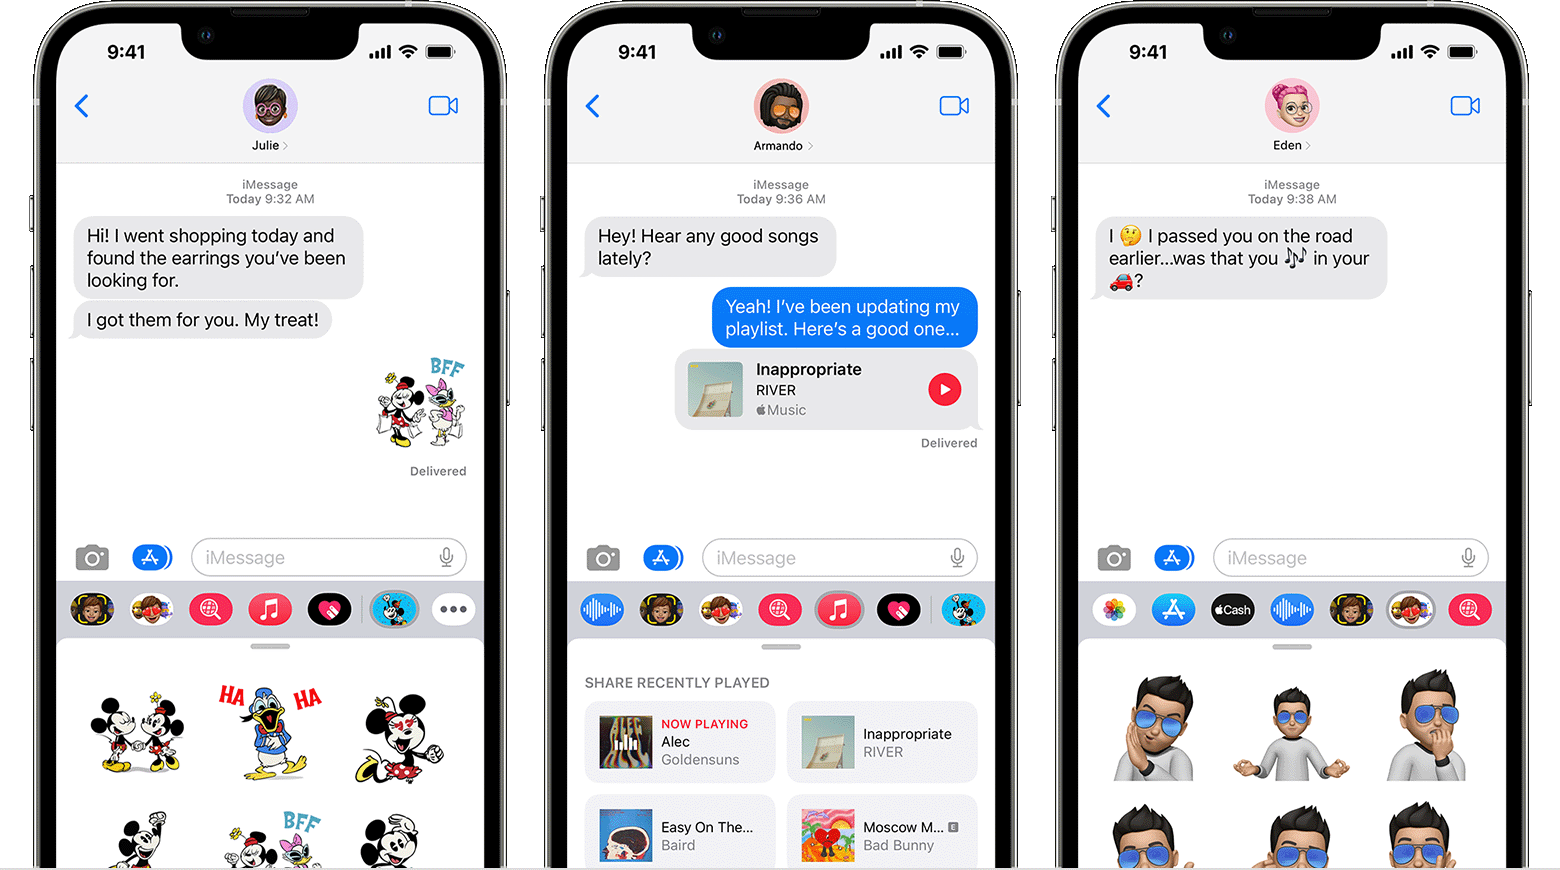 9:41
Julie
iMessage
Today 9:32 AM
Hi! I went shopping today and
found the earrings you've been
looking for.
I got them for you. My treat!
BFF
Delivered
iMessage
HA HA
BFF
9:41
Armando
iMessage
Today 9:36 AM
Hey! Hear any good songs
lately?
Yeah! I've been updating my
playlist. Here's a good one...
Inappropriate
RIVER
Music
Delivered
iMessage
SHARE RECENTLY PLAYED
ALEC
NOW PLAYING
Alec
Goldensuns
Inappropriate
RIVER
Easy On The...
Baird
Moscow M... E
Bad Bunny
9:41
Eden
iMessage
Today 9:38 AM
I 🤔 I passed you on the road
earlier...was that you 🎶 in your
🚗?
iMessage
Cash